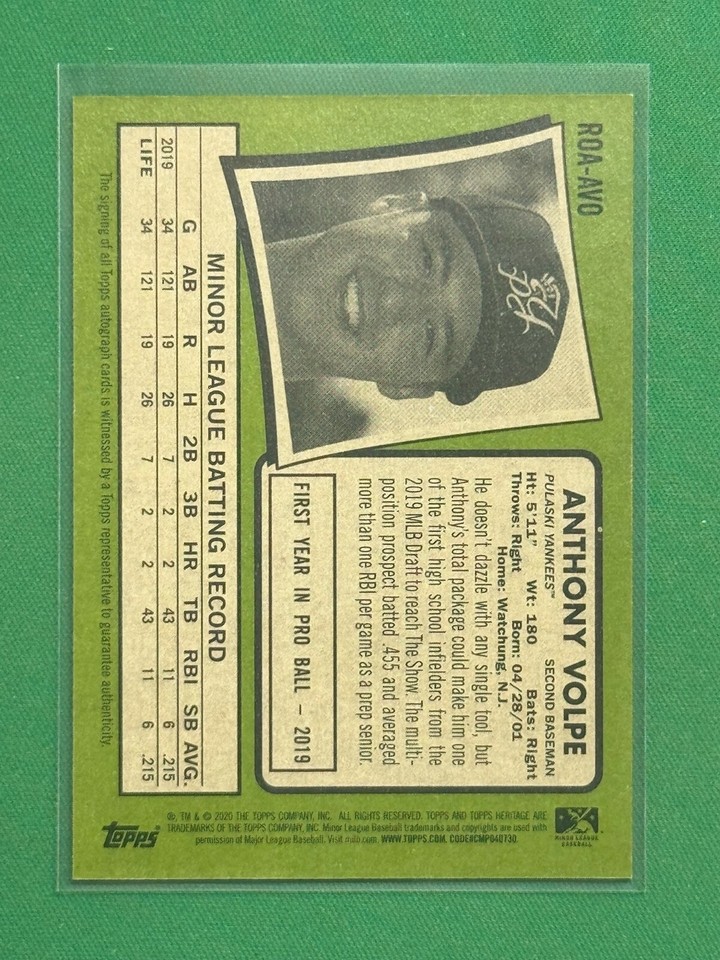 ROA-AVO
ANTHONY VOLPE
PULASKI YANKEES™ SECOND BASEMAN
Ht: 5'11" Wt: 180 Bats: Right
Throws: Right Born: 04/28/01
Home: Watchung, N.J.
He doesn't dazzle with any single tool, but
Anthony's total package could make him one
of the first high school infielders from the
2019 MLB Draft to reach The Show. The multi-
position prospect batted .455 and averaged
more than one RBI per game as a prep senior.
FIRST YEAR IN PRO BALL – 2019
MINOR LEAGUE BATTING RECORD
G AB R H 2B 3B HR TB RBI SB AVG.
2019 34 121 19 26 7 2 2 43 11 6 .215
LIFE 34 121 19 26 7 2 2 43 11 6 .215
The signing of all Topps autograph cards is witnessed by a Topps representative to guarantee authenticity.
MINOR LEAGUE
BASEBALL
®, TM & © 2020 THE TOPPS COMPANY, INC. ALL RIGHTS RESERVED. TOPPS AND TOPPS HERITAGE ARE
TRADEMARKS OF THE TOPPS COMPANY, INC. Minor League Baseball trademarks and copyrights are used with
permission of Major League Baseball. Visit milb.com. WWW.TOPPS.COM. CODE#CMP040730.
topps®